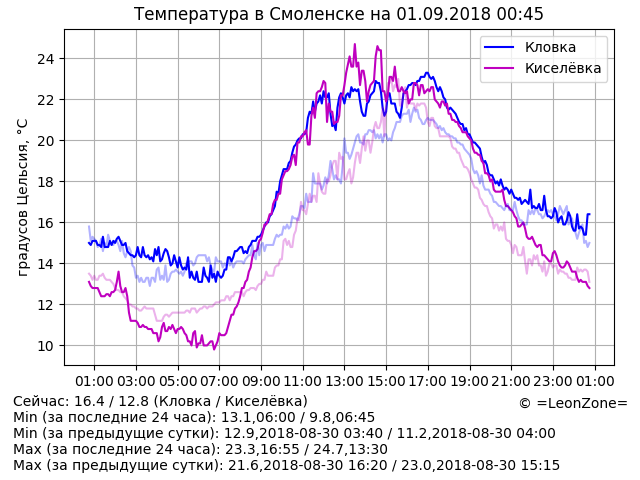 Температура в Смоленске на 01.09.2018 00:45
Кловка
Киселёвка
градусов Цельсия, °C
24
22
20
18
16
14
12
10
01:00 03:00 05:00 07:00 09:00 11:00 13:00 15:00 17:00 19:00 21:00 23:00 01:00
Сейчас: 16.4 / 12.8 (Кловка / Киселёвка)
© =LeonZone=
Min (за последние 24 часа): 13.1,06:00 / 9.8,06:45
Min (за предыдущие сутки): 12.9,2018-08-30 03:40 / 11.2,2018-08-30 04:00
Max (за последние 24 часа): 23.3,16:55 / 24.7,13:30
Max (за предыдущие сутки): 21.6,2018-08-30 16:20 / 23.0,2018-08-30 15:15